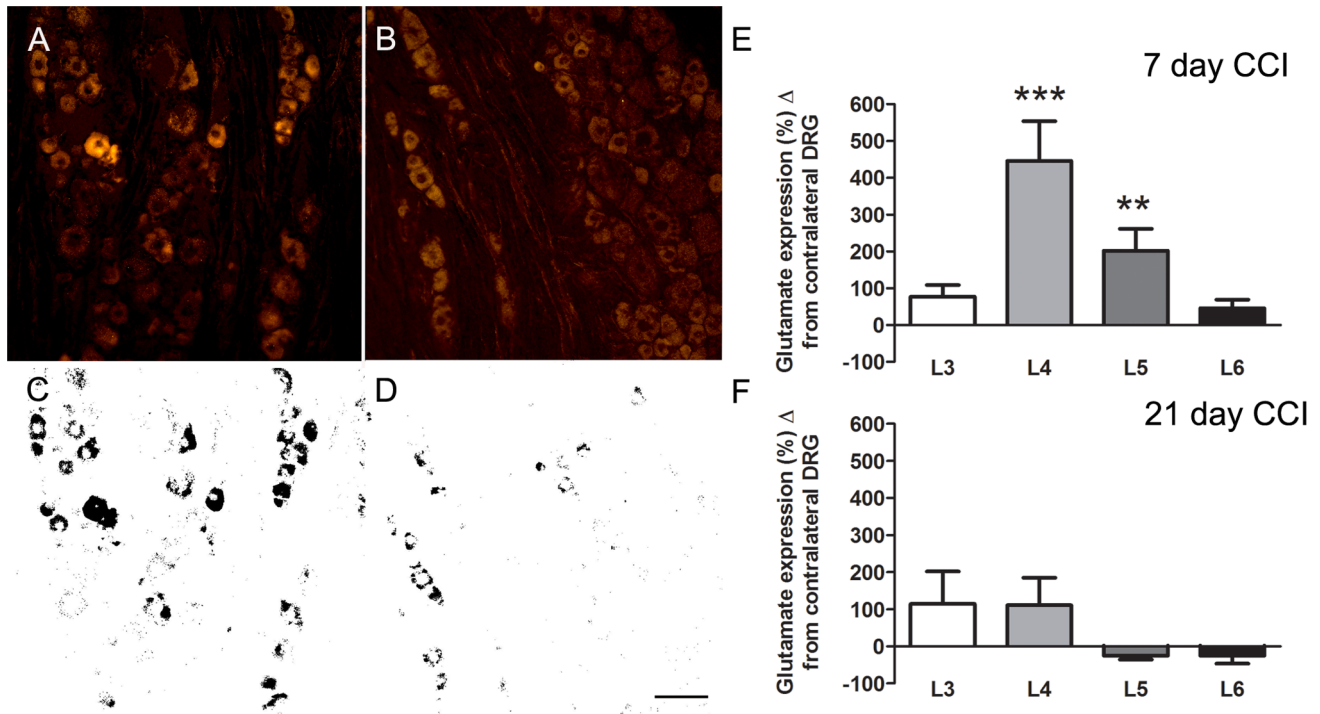 A
B
C
D
E
7 day CCI
Glutamate expression (%) Δ
from contralateral DRG
600
500
400
300
200
100
0
-100
***
**
L3
L4
L5
L6
F
21 day CCI
Glutamate expression (%) Δ
from contralateral DRG
600
500
400
300
200
100
0
-100
L3
L4
L5
L6